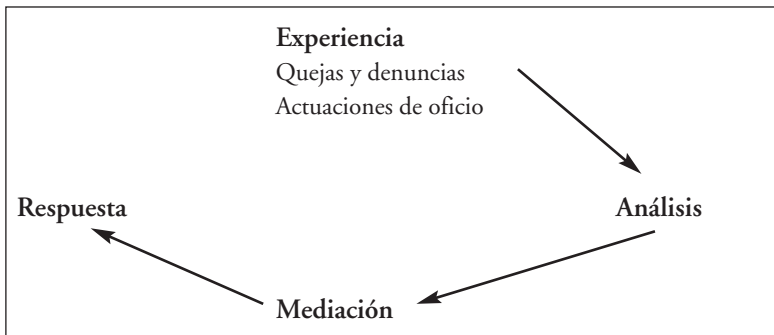 Experiencia
Quejas y denuncias
Actuaciones de oficio
Respuesta
Análisis
Mediación